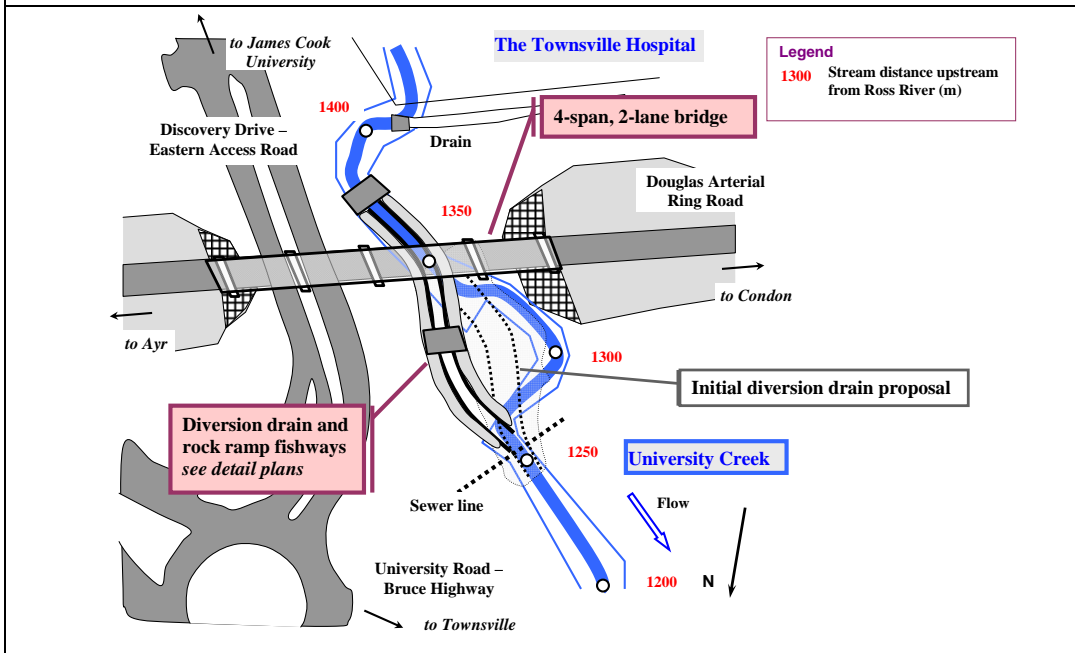 to James Cook
University
The Townsville Hospital
Legend
1300 Stream distance upstream
from Ross River (m)
1400
4-span, 2-lane bridge
Discovery Drive –
Eastern Access Road
Drain
Douglas Arterial
Ring Road
1350
to Condon
to Ayr
1300
Initial diversion drain proposal
Diversion drain and
rock ramp fishways
see detail plans
1250
University Creek
Sewer line
Flow
University Road –
Bruce Highway
1200
N
to Townsville